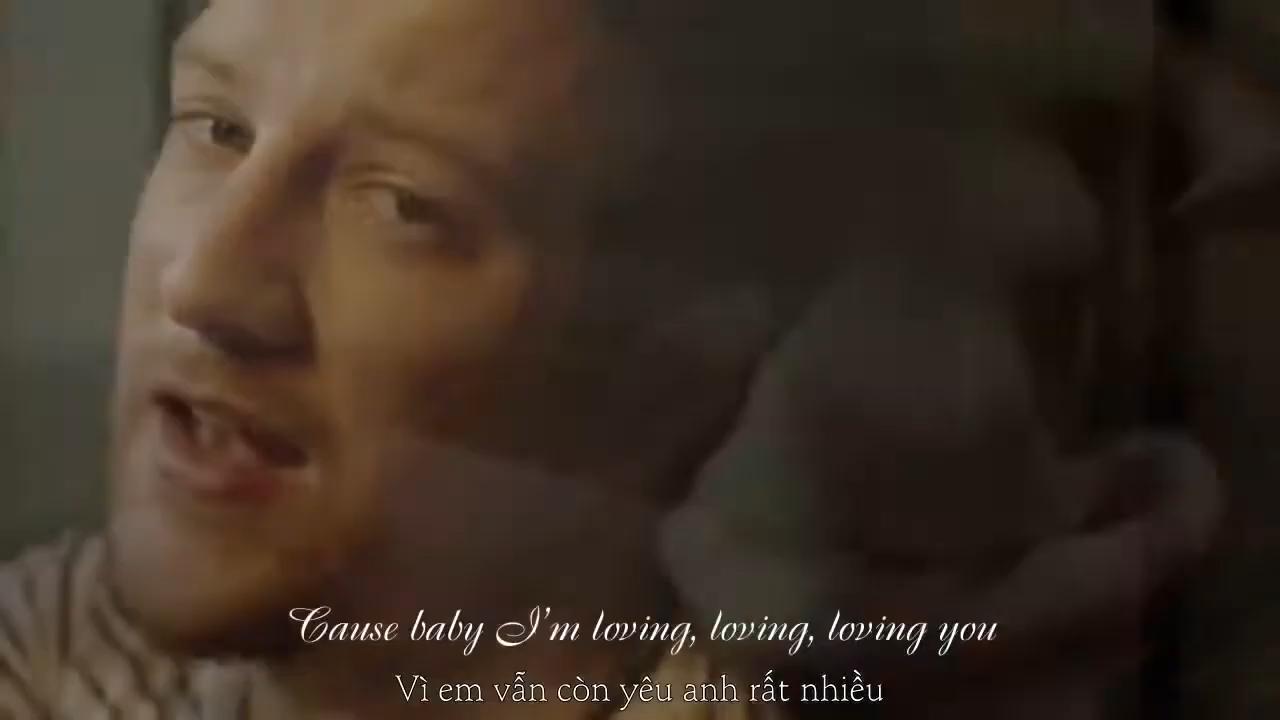 'Cause baby I'm loving, loving, loving you
Vì em vẫn còn yêu anh rất nhiều